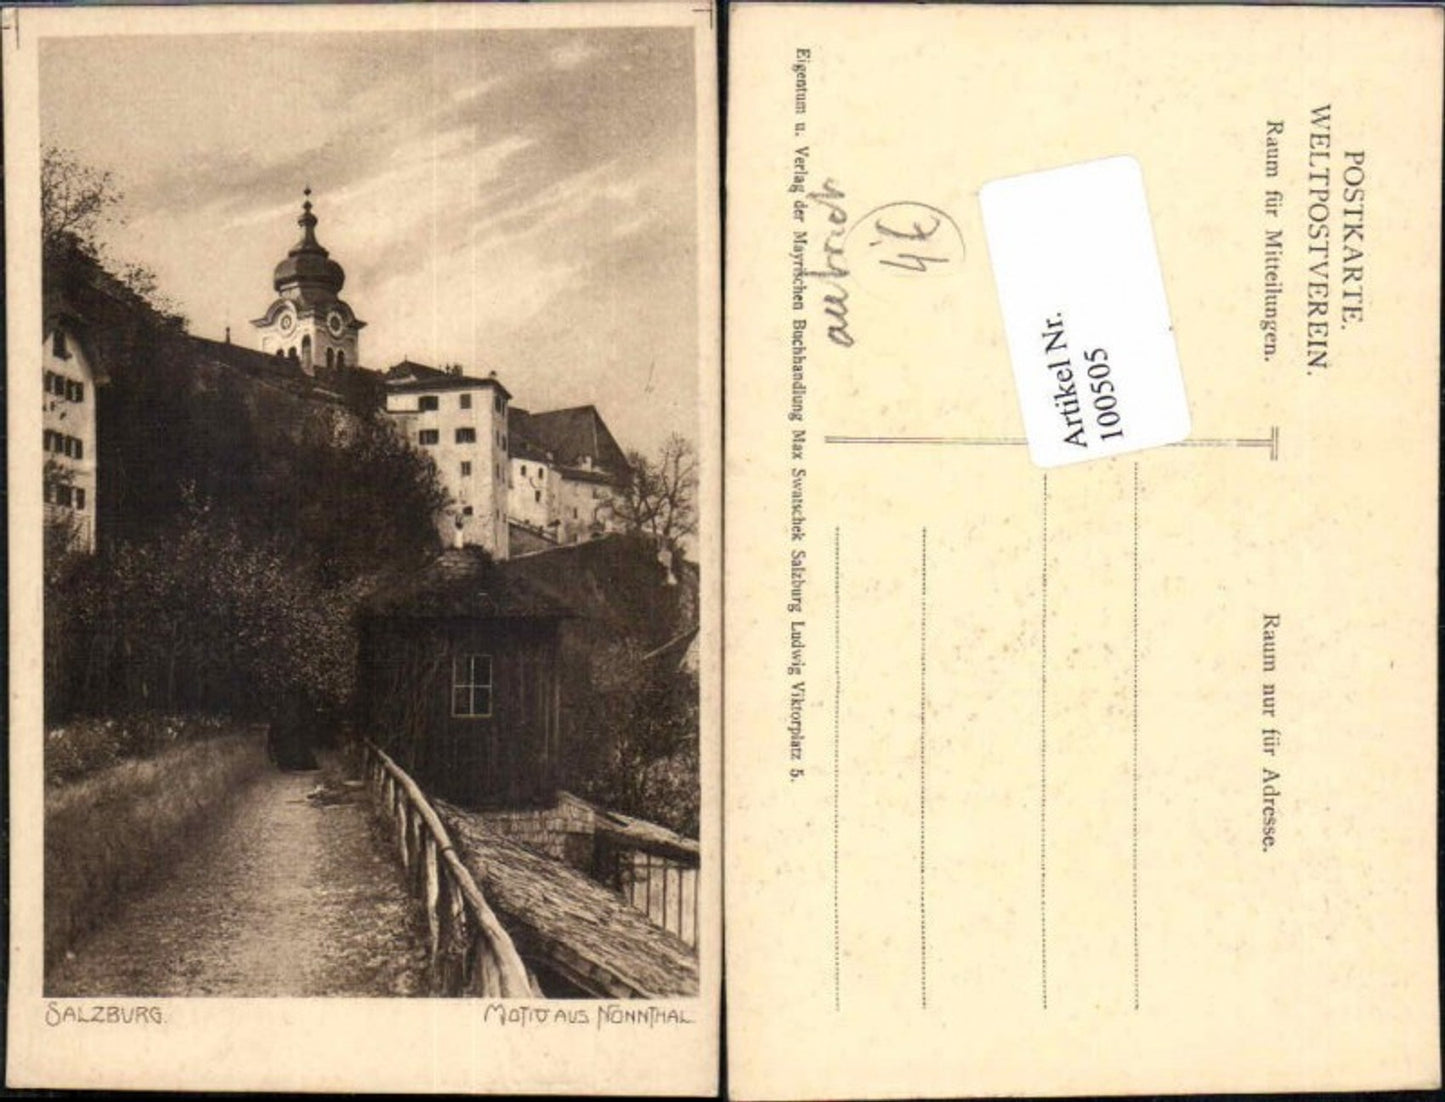 SALZBURG.
MOTIV AUS NONNTHAL.
POSTKARTE.
WELTPOSTVEREIN.
Raum für Mitteilungen.
Raum nur für Adresse.
Artikel Nr.
100505
Eigentum u. Verlag der Mayrischen Buchhandlung Max Swatschek Salzburg Ludwig Viktorplatz 5.